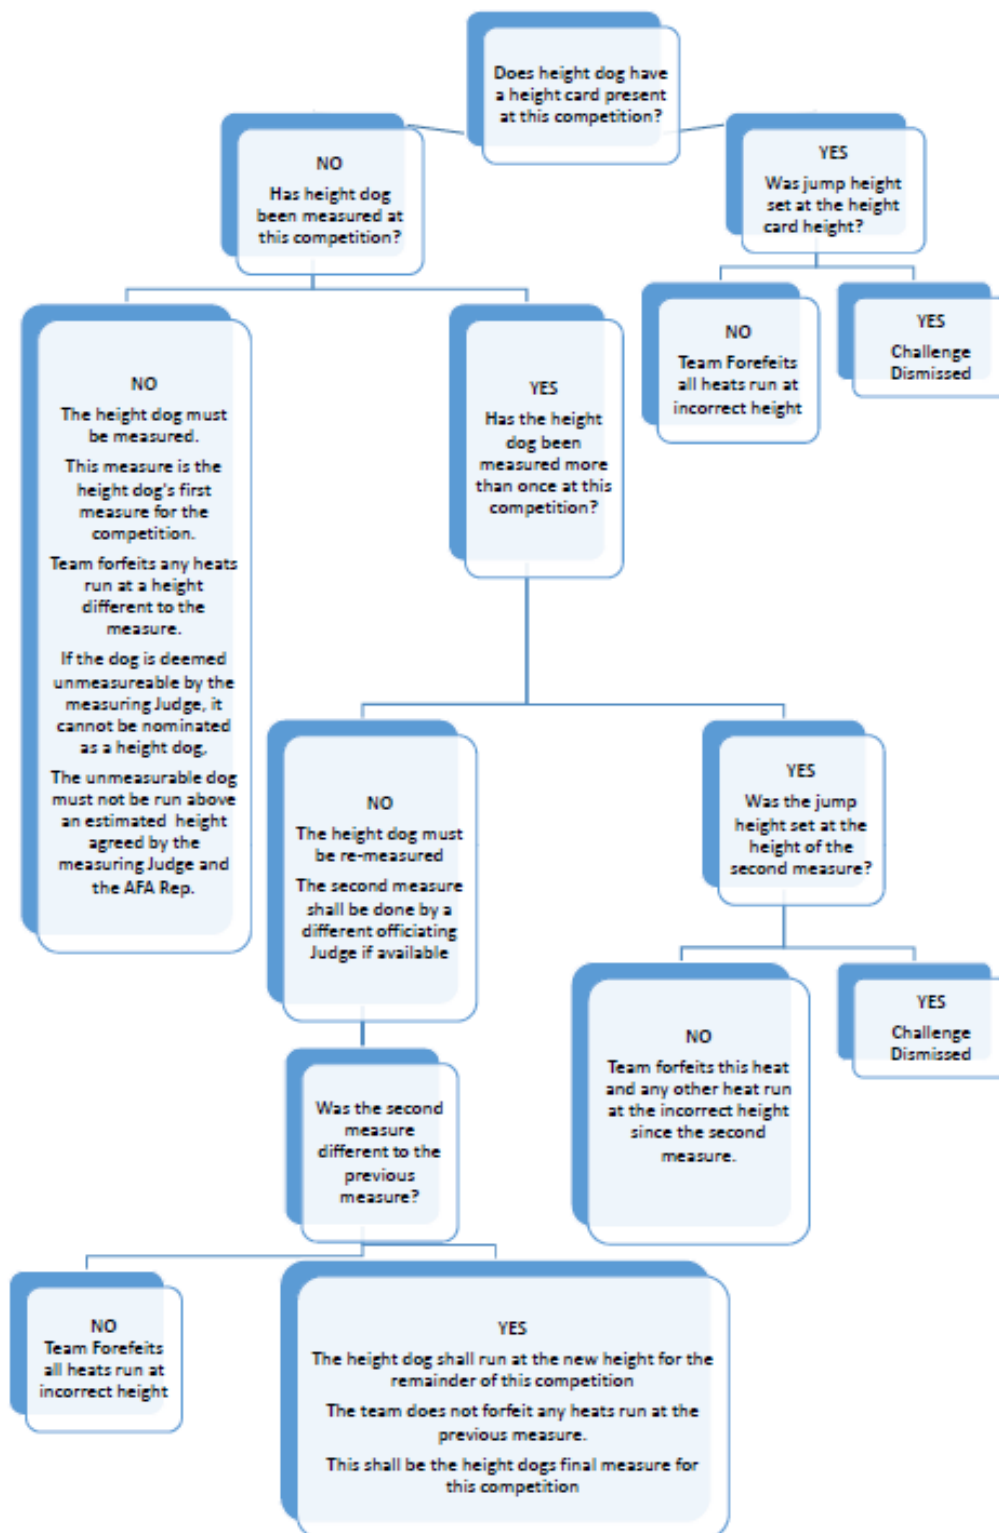 Does height dog have
a height card present
at this competition?
NO
Has height dog
been measured at
this competition?
YES
Was jump height
set at the height
card height?
NO
The height dog must
be measured.
This measure is the
height dog's first
measure for the
competition.
Team forfeits any heats
run at a height
different to the
measure.
If the dog is deemed
unmeasureable by the
measuring Judge, it
cannot be nominated
as a height dog,
The unmeasurable dog
must not be run above
an estimated height
agreed by the
measuring Judge and
the AFA Rep.
YES
Has the height
dog been
measured more
than once at this
competition?
NO
Team Forefeits
all heats run at
incorrect height
YES
Challenge
Dismissed
NO
The height dog must
be re-measured
The second measure
shall be done by a
different officiating
Judge if available
YES
Was the jump
height set at the
height of the
second measure?
NO
Team forfeits this heat
and any other heat run
at the incorrect height
since the second
measure.
YES
Challenge
Dismissed
Was the second
measure
different to the
previous
measure?
NO
Team Forefeits
all heats run at
incorrect height
YES
The height dog shall run at the new height for the
remainder of this competition
The team does not forfeit any heats run at the
previous measure.
This shall be the height dogs final measure for
this competition